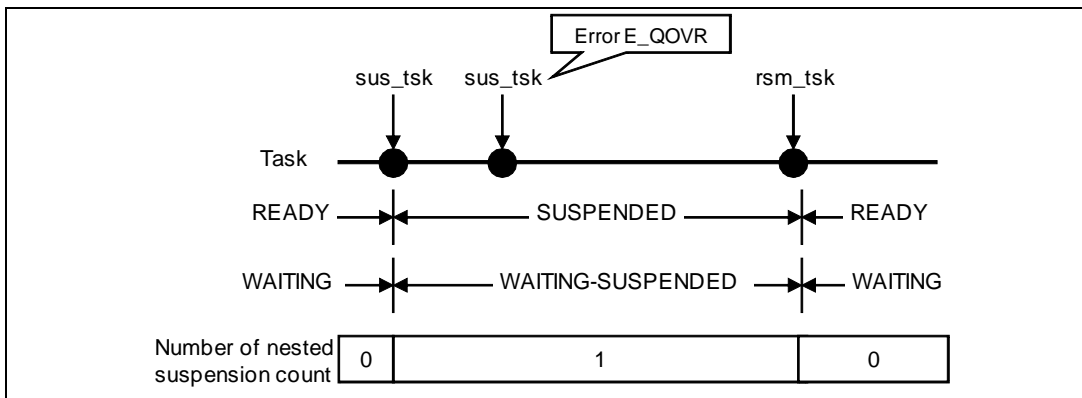 Error E_QOVR
sus_tsk sus_tsk rsm_tsk
Task
READY SUSPENDED READY
WAITING WAITING-SUSPENDED WAITING
Number of nested
suspension count
0 1 0